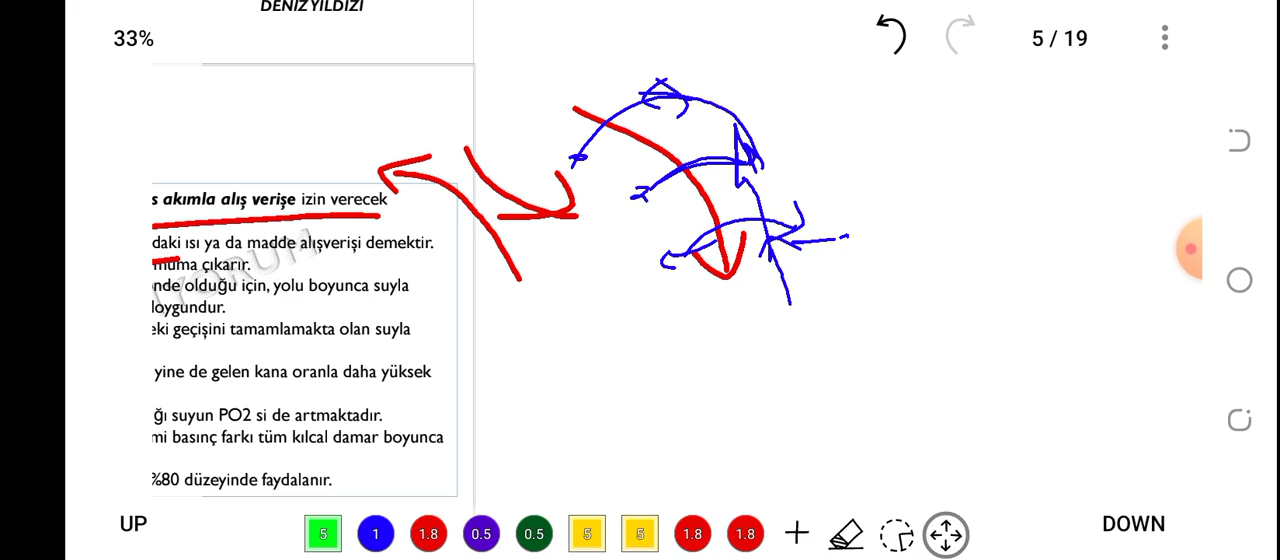 DENİZ YILDIZI
33%
5 / 19
s akımla alış verişe izin verecek
daki ısı ya da madde alışverişi demektir.
muma çıkarır.
YORUM
nde olduğu için, yolu boyunca suyla
doygundur.
eki geçişini tamamlamakta olan suyla
yine de gelen kana oranla daha yüksek
ğı suyun PO2 si de artmaktadır.
mi basınç farkı tüm kılcal damar boyunca
%80 düzeyinde faydalanır.
UP
5 1 1.8 0.5 0.5 5 5 1.8 1.8
DOWN